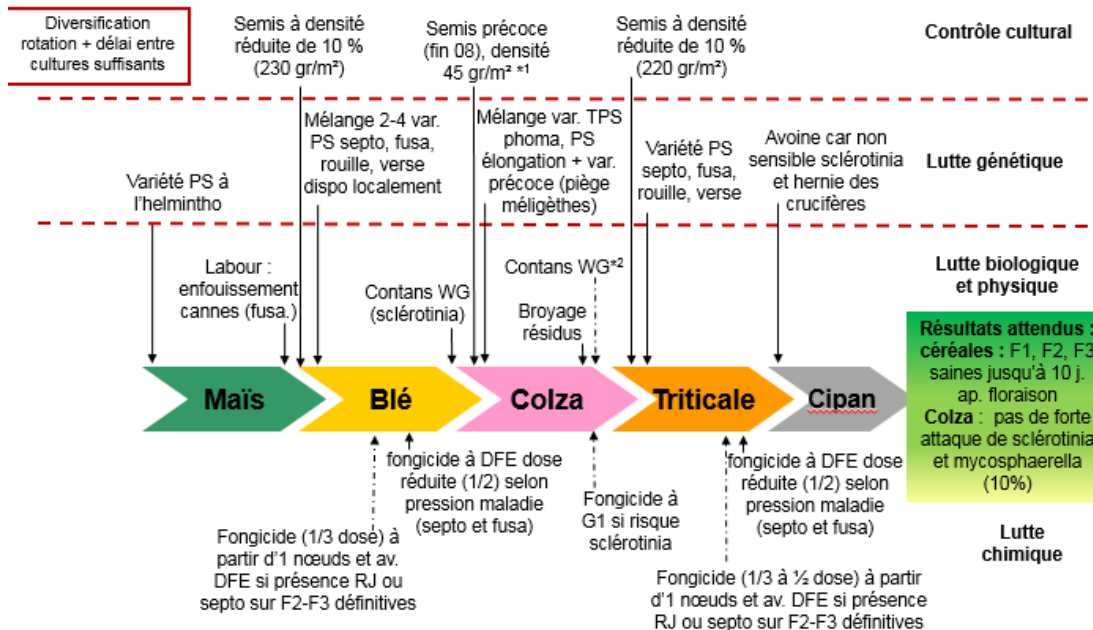 Diversification
rotation + délai entre
cultures suffisants
Semis à densité
réduite de 10 %
(230 gr/m²)
Semis précoce
(fin 08), densité
45 gr/m² *1
Semis à densité
réduite de 10 %
(220 gr/m²)
Contrôle cultural
Variété PS à
l'helmintho
Mélange 2-4 var.
PS septo, fusa,
rouille, verse
dispo localement
Mélange var. TPS
phoma, PS
élongation + var.
précoce (piège
méligèthes)
Variété PS
septo, fusa,
rouille, verse
Avoine car non
sensible sclérotinia
et hernie des
crucifères
Lutte génétique
Labour :
enfouissement
cannes (fusa.)
Contans WG
(sclérotinia)
Contans WG*2
Broyage
résidus
Lutte biologique
et physique
Maïs
Blé
Colza
Triticale
Cipan
Résultats attendus :
céréales : F1, F2, F3
saines jusqu'à 10 j.
ap. floraison
Colza : pas de forte
attaque de sclérotinia
et mycosphaerella
(10%)
Fongicide (1/3 dose) à
partir d'1 nœuds et av.
DFE si présence RJ ou
septo sur F2-F3 définitives
fongicide à DFE dose
réduite (1/2) selon
pression maladie
(septo et fusa)
Fongicide à
G1 si risque
sclérotinia
Fongicide (1/3 à ½ dose) à partir
d'1 nœuds et av. DFE si présence
RJ ou septo sur F2-F3 définitives
fongicide à DFE dose
réduite (1/2) selon
pression maladie
(septo et fusa)
Lutte
chimique